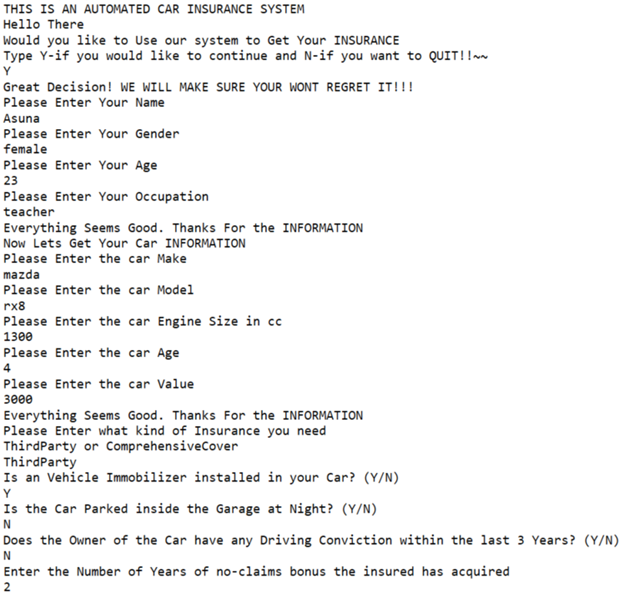 THIS IS AN AUTOMATED CAR INSURANCE SYSTEM
Hello There
Would you like to Use our system to Get Your INSURANCE
Type Y-if you would like to continue and N-if you want to QUIT!!~~
Y
Great Decision! WE WILL MAKE SURE YOUR WONT REGRET IT!!!
Please Enter Your Name
Asuna
Please Enter Your Gender
female
Please Enter Your Age
23
Please Enter Your Occupation
teacher
Everything Seems Good. Thanks For the INFORMATION
Now Lets Get Your Car INFORMATION
Please Enter the car Make
mazda
Please Enter the car Model
rx8
Please Enter the car Engine Size in cc
1300
Please Enter the car Age
4
Please Enter the car Value
3000
Everything Seems Good. Thanks For the INFORMATION
Please Enter what kind of Insurance you need
ThirdParty or ComprehensiveCover
ThirdParty
Is an Vehicle Immobilizer installed in your Car? (Y/N)
Y
Is the Car Parked inside the Garage at Night? (Y/N)
N
Does the Owner of the Car have any Driving Conviction within the last 3 Years? (Y/N)
N
Enter the Number of Years of no-claims bonus the insured has acquired
2